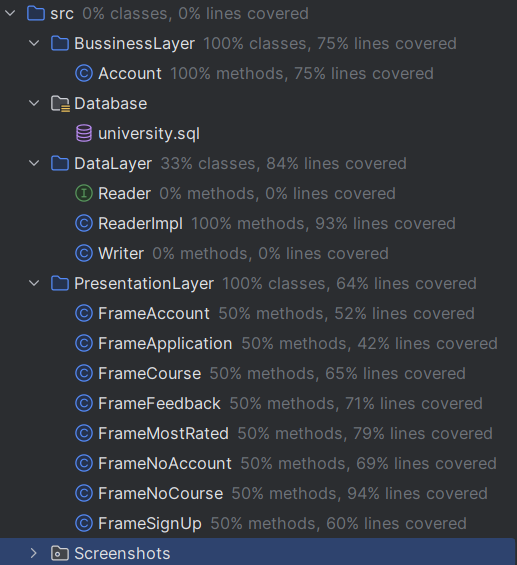 src 0% classes, 0% lines covered
BussinessLayer 100% classes, 75% lines covered
C Account 100% methods, 75% lines covered
Database
university.sql
DataLayer 33% classes, 84% lines covered
I Reader 0% methods, 0% lines covered
C ReaderImpl 100% methods, 93% lines covered
C Writer 0% methods, 0% lines covered
PresentationLayer 100% classes, 64% lines covered
C FrameAccount 50% methods, 52% lines covered
C FrameApplication 50% methods, 42% lines covered
C FrameCourse 50% methods, 65% lines covered
C FrameFeedback 50% methods, 71% lines covered
C FrameMostRated 50% methods, 79% lines covered
C FrameNoAccount 50% methods, 69% lines covered
C FrameNoCourse 50% methods, 94% lines covered
C FrameSignUp 50% methods, 60% lines covered
Screenshots